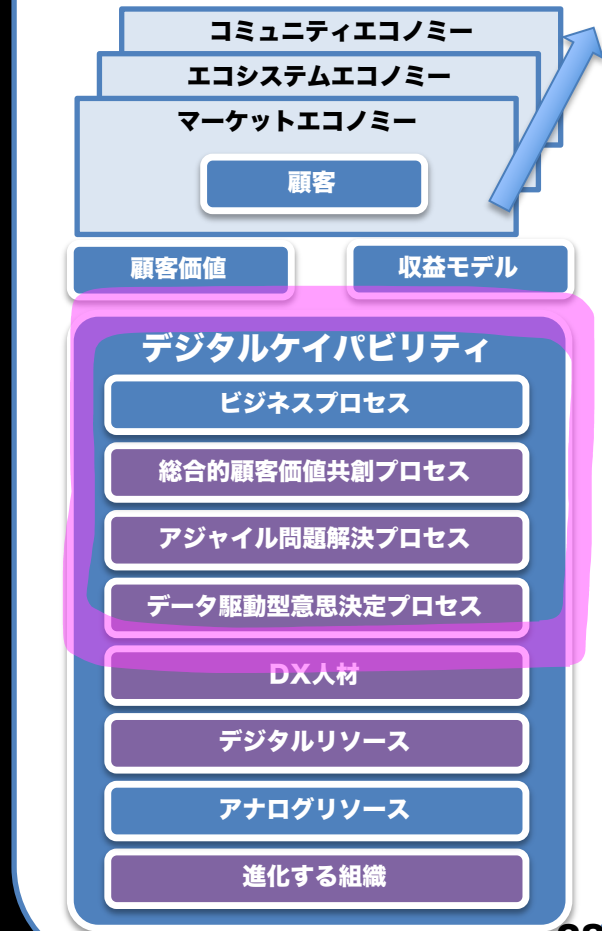 コミュニティエコノミー
エコシステムエコノミー
マーケットエコノミー
顧客
顧客価値
収益モデル
デジタルケイパビリティ
ビジネスプロセス
総合的顧客価値共創プロセス
アジャイル問題解決プロセス
データ駆動型意思決定プロセス
DX人材
デジタルリソース
アナログリソース
進化する組織